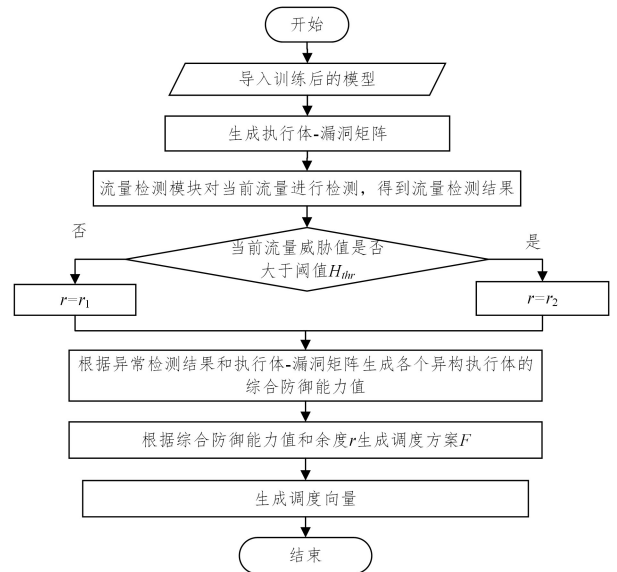 开始
导入训练后的模型
生成执行体-漏洞矩阵
流量检测模块对当前流量进行检测，得到流量检测结果
否
当前流量威胁值是否
大于阈值Hthr
是
r=r1
r=r2
根据异常检测结果和执行体-漏洞矩阵生成各个异构执行体的
综合防御能力值
根据综合防御能力值和余度r生成调度方案F
生成调度向量
结束